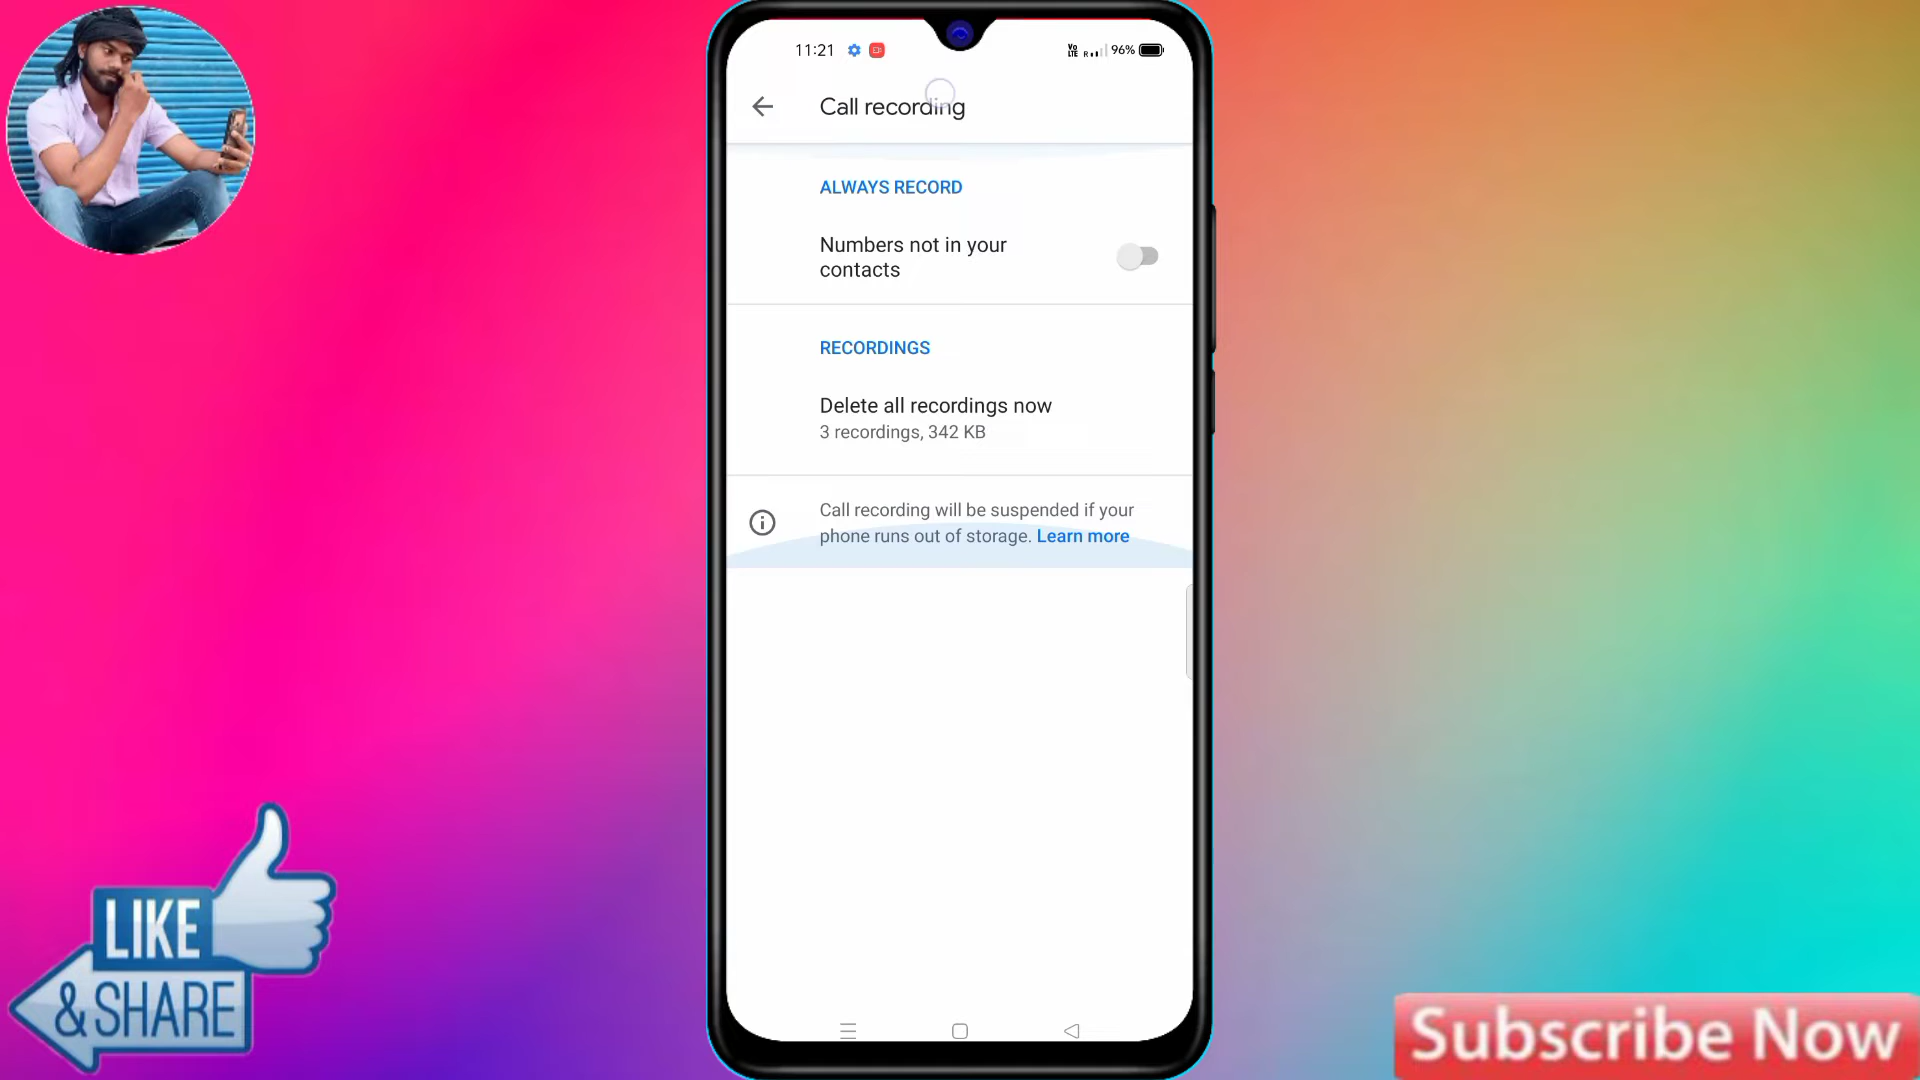 11:21
Vo
LTE
R
96%
Call recording
ALWAYS RECORD
Numbers not in your
contacts
RECORDINGS
Delete all recordings now
3 recordings, 342 KB
Call recording will be suspended if your
phone runs out of storage. Learn more
LIKE
& SHARE
Subscribe Now